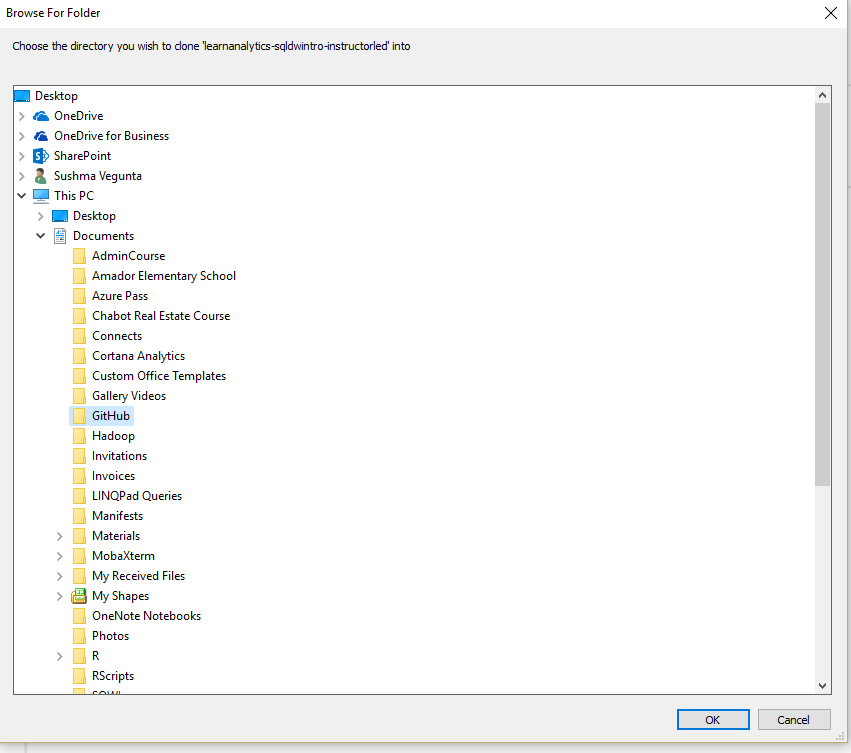 Browse For Folder
Choose the directory you wish to clone 'learnanalytics-sqldwintro-instructorled' into
Desktop
OneDrive
OneDrive for Business
SharePoint
Sushma Vegunta
This PC
Desktop
Documents
AdminCourse
Amador Elementary School
Azure Pass
Chabot Real Estate Course
Connects
Cortana Analytics
Custom Office Templates
Gallery Videos
GitHub
Hadoop
Invitations
Invoices
LINQPad Queries
Manifests
Materials
MobaXterm
My Received Files
My Shapes
OneNote Notebooks
Photos
R
RScripts
OK
Cancel